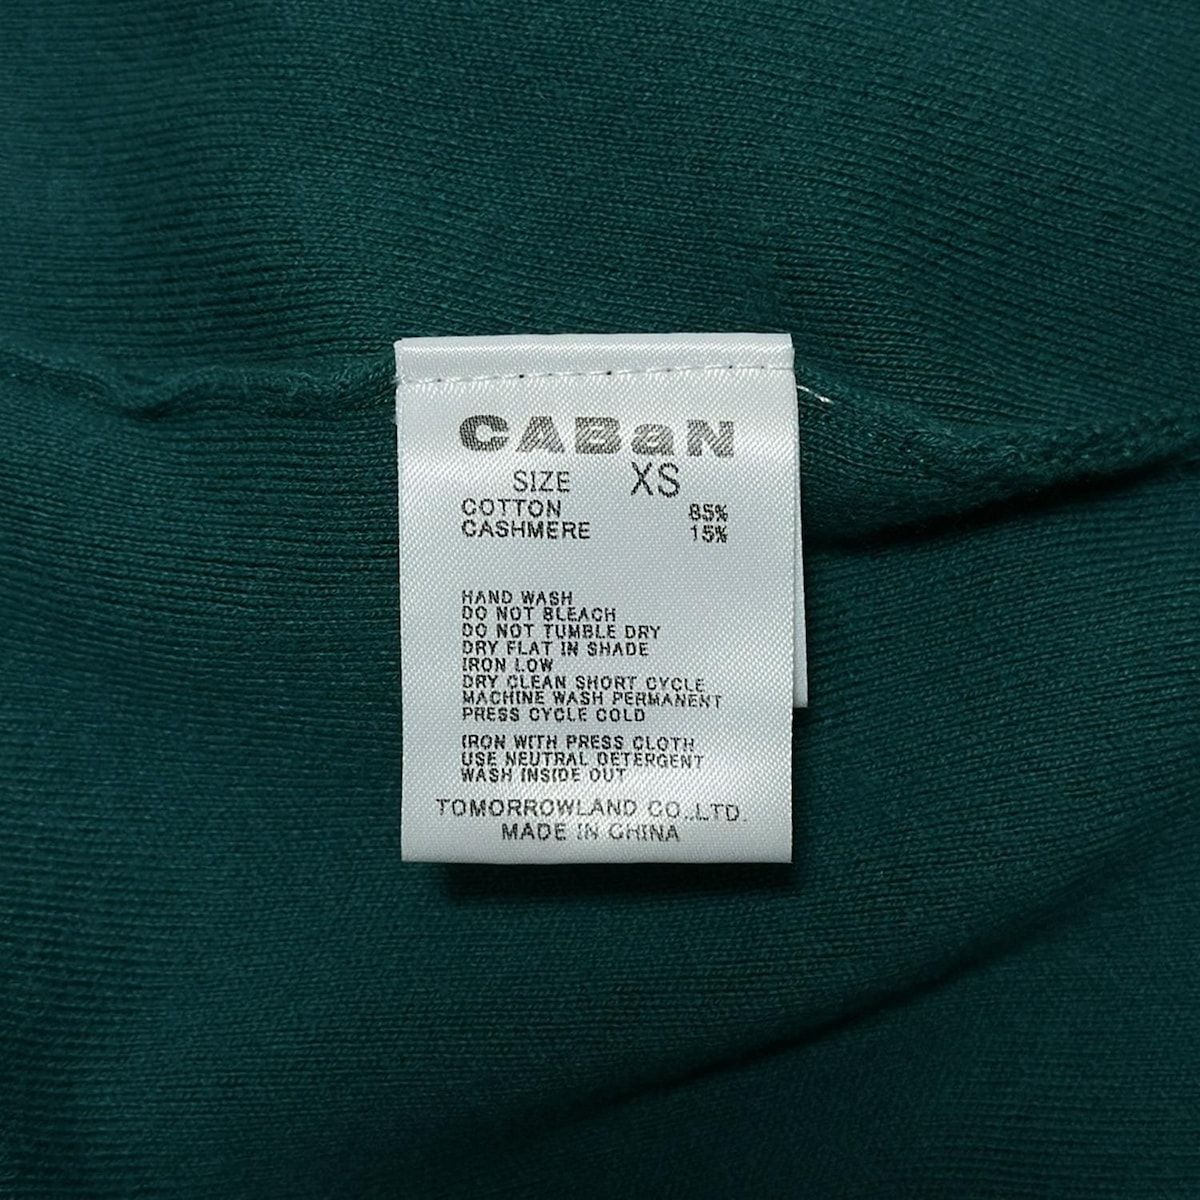 CABaN
SIZE XS
COTTON 85%
CASHMERE 15%
HAND WASH
DO NOT BLEACH
DO NOT TUMBLE DRY
DRY FLAT IN SHADE
IRON LOW
DRY CLEAN SHORT CYCLE
MACHINE WASH PERMANENT
PRESS CYCLE COLD
IRON WITH PRESS CLOTH
USE NEUTRAL DETERGENT
WASH INSIDE OUT
TOMORROWLAND CO.,LTD.
MADE IN CHINA